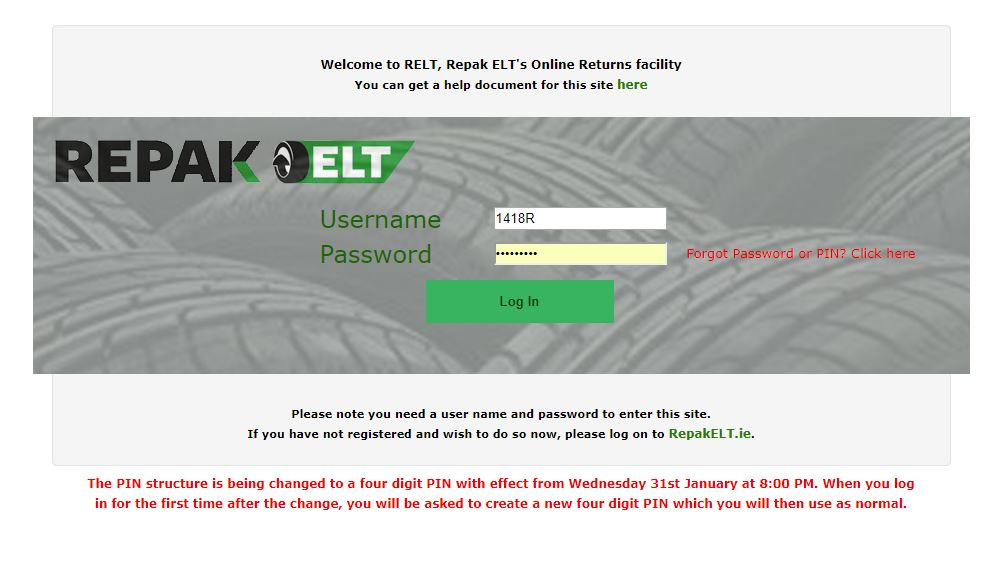 Welcome to RELT, Repak ELT's Online Returns facility
You can get a help document for this site here
REPAK ELT
Username 1418R
Password •••••••••
Forgot Password or PIN? Click here
Log In
Please note you need a user name and password to enter this site.
If you have not registered and wish to do so now, please log on to RepakELT.ie.
The PIN structure is being changed to a four digit PIN with effect from Wednesday 31st January at 8:00 PM. When you log
in for the first time after the change, you will be asked to create a new four digit PIN which you will then use as normal.